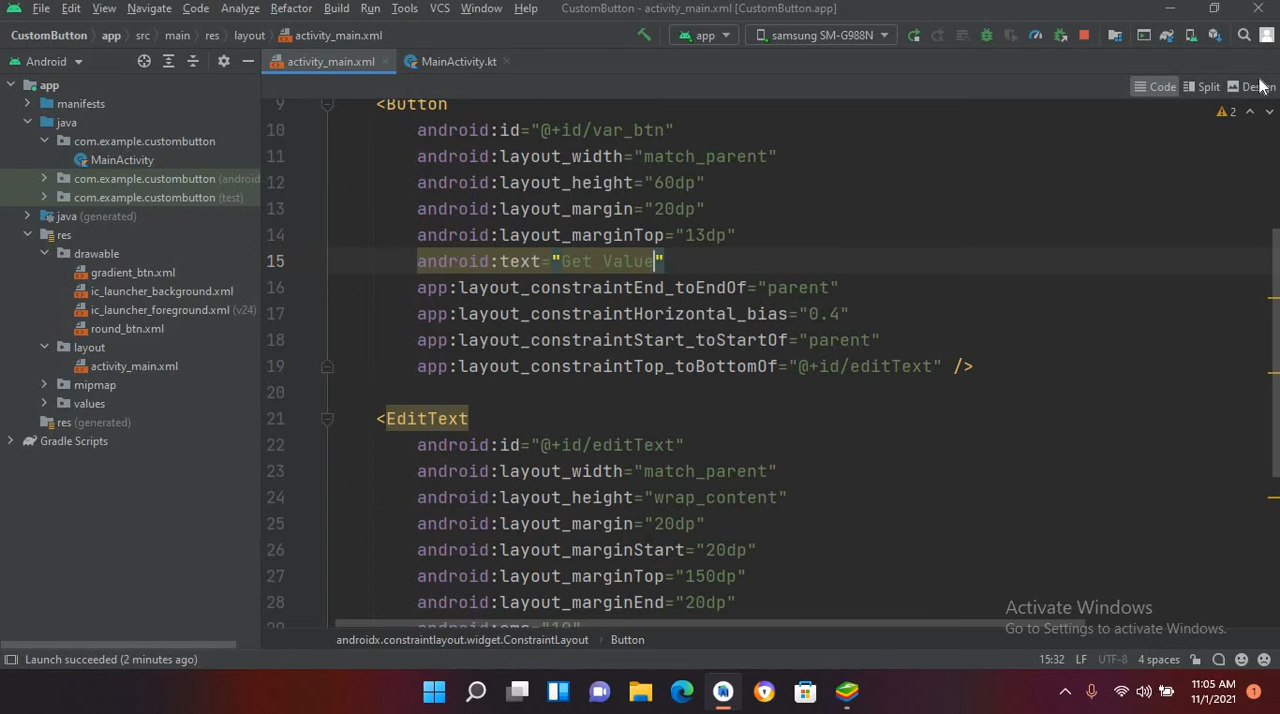 File Edit View Navigate Code Analyze Refactor Build Run Tools VCS Window Help CustomButton - activity_main.xml [CustomButton.app]
CustomButton app src main res layout activity_main.xml app samsung SM-G988N
Android activity_main.xml MainActivity.kt
Code Split
2
app
manifests
java
com.example.custombutton
MainActivity
com.example.custombutton (android
com.example.custombutton (test)
java (generated)
res
drawable
gradient_btn.xml
ic_launcher_background.xml
ic_launcher_foreground.xml (v24)
round_btn.xml
layout
activity_main.xml
mipmap
values
res (generated)
Gradle Scripts
9 <Button
10 android:id="@+id/var_btn"
11 android:layout_width="match_parent"
12 android:layout_height="60dp"
13 android:layout_margin="20dp"
14 android:layout_marginTop="13dp"
15 android:text="Get Value"
16 app:layout_constraintEnd_toEndOf="parent"
17 app:layout_constraintHorizontal_bias="0.4"
18 app:layout_constraintStart_toStartOf="parent"
19 app:layout_constraintTop_toBottomOf="@+id/editText" />
20
21 <EditText
22 android:id="@+id/editText"
23 android:layout_width="match_parent"
24 android:layout_height="wrap_content"
25 android:layout_margin="20dp"
26 android:layout_marginStart="20dp"
27 android:layout_marginTop="150dp"
28 android:layout_marginEnd="20dp"
Activate Windows
Go to Settings to activate Windows.
androidx.constraintlayout.widget.ConstraintLayout Button
Launch succeeded (2 minutes ago) 15:32 LF UTF-8 4 spaces
11:05 AM
11/1/2021
1